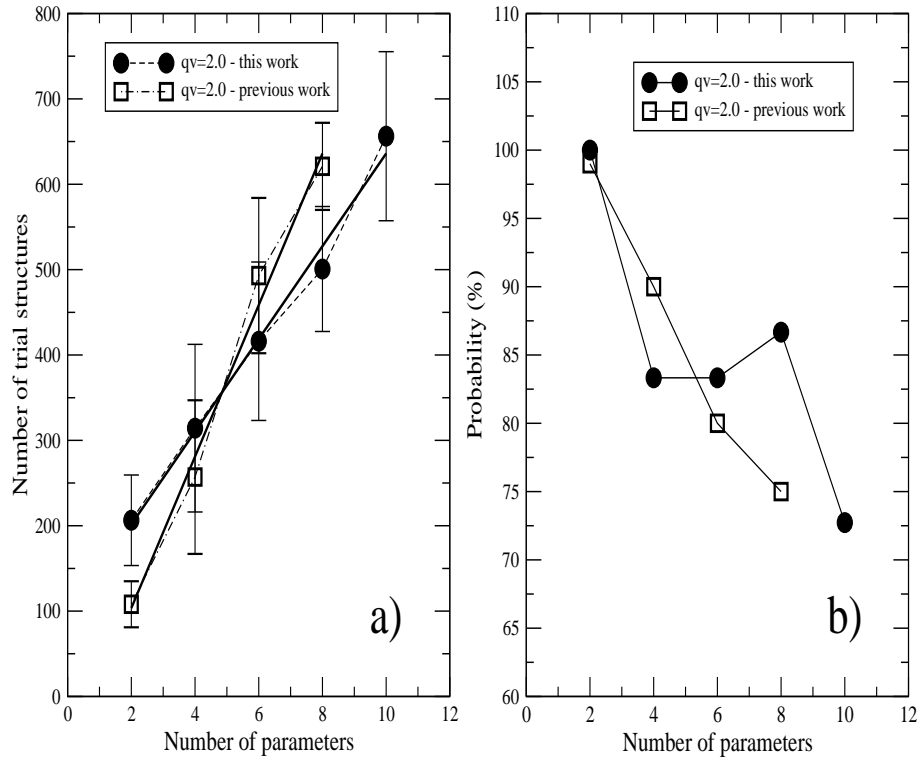 800
700
600
500
400
300
200
100
0
Number of trial structures
qv=2.0 - this work
qv=2.0 - previous work
a)
0 2 4 6 8 10 12
Number of parameters
110
105
100
95
90
85
80
75
70
65
60
Probability (%)
qv=2.0 - this work
qv=2.0 - previous work
b)
0 2 4 6 8 10 12
Number of parameters